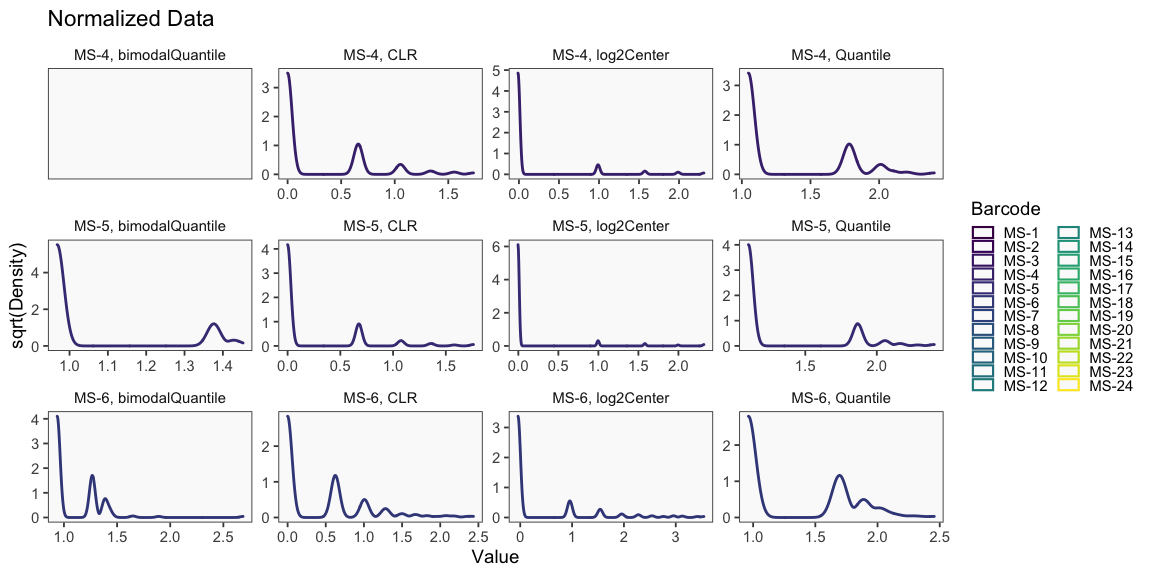 Normalized Data
MS-4, bimodalQuantile MS-4, CLR MS-4, log2Center MS-4, Quantile
3 2 1 0 5 4 3 2 1 0 3 2 1 0
0.0 0.5 1.0 1.5 0.0 0.5 1.0 1.5 2.0 1.0 1.5 2.0
MS-5, bimodalQuantile MS-5, CLR MS-5, log2Center MS-5, Quantile
4 2 0 4 3 2 1 0 6 4 2 0 4 3 2 1 0
1.0 1.1 1.2 1.3 1.4 0.0 0.5 1.0 1.5 0.0 0.5 1.0 1.5 2.0 1.5 2.0
MS-6, bimodalQuantile MS-6, CLR MS-6, log2Center MS-6, Quantile
4 3 2 1 0 2 1 0 3 2 1 0 2 1 0
1.0 1.5 2.0 2.5 0.0 0.5 1.0 1.5 2.0 2.5 0 1 2 3 1.0 1.5 2.0 2.5
sqrt(Density)
Value
Barcode
MS-1 MS-13
MS-2 MS-14
MS-3 MS-15
MS-4 MS-16
MS-5 MS-17
MS-6 MS-18
MS-7 MS-19
MS-8 MS-20
MS-9 MS-21
MS-10 MS-22
MS-11 MS-23
MS-12 MS-24